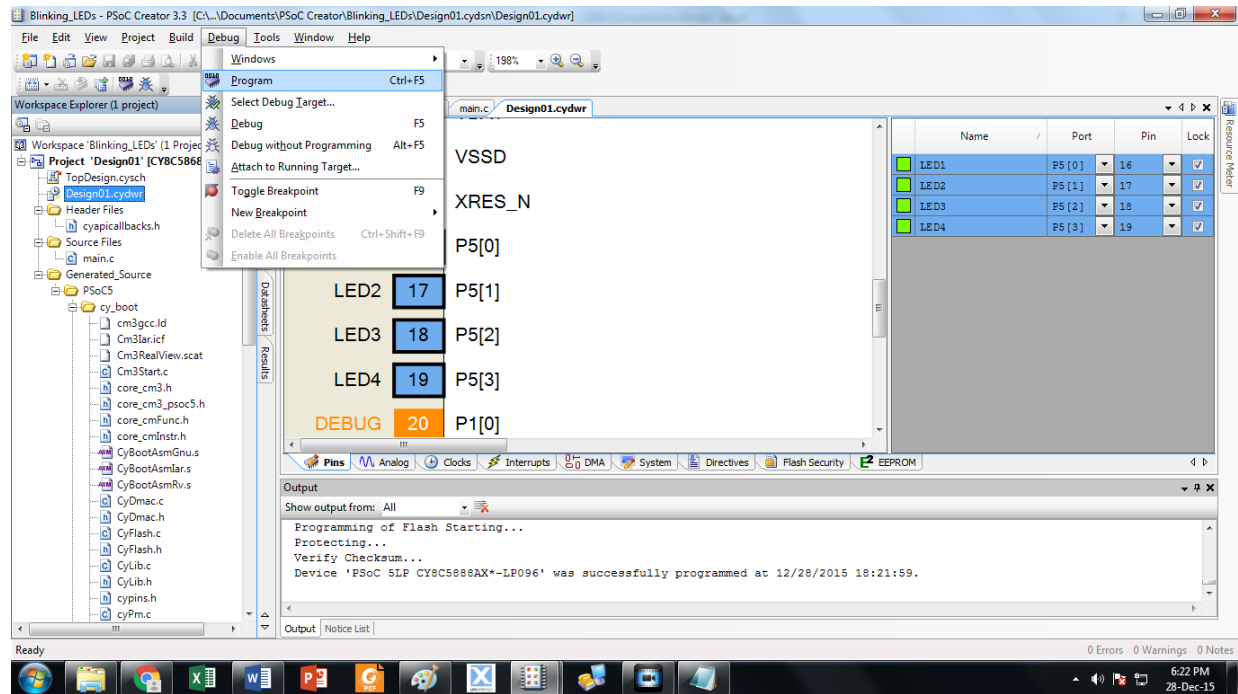 Blinking_LEDs - PSoC Creator 3.3 [C:\...\Documents\PSoC Creator\Blinking_LEDs\Design01.cydsn\Design01.cydwr]
File Edit View Project Build Debug Tools Window Help
198%
Windows
Program Ctrl+F5
Select Debug Target...
Debug F5
Debug without Programming Alt+F5
Attach to Running Target...
Toggle Breakpoint F9
New Breakpoint
Delete All Breakpoints Ctrl+Shift+F9
Enable All Breakpoints
Workspace Explorer (1 project)
Workspace 'Blinking_LEDs' (1 Projec
Project 'Design01' [CY8C5868
TopDesign.cysch
Design01.cydwr
Header Files
cyapicallbacks.h
Source Files
main.c
Generated_Source
PSoC5
cy_boot
cm3gcc.ld
Cm3Iar.icf
Cm3RealView.scat
Cm3Start.c
core_cm3.h
core_cm3_psoc5.h
core_cmFunc.h
core_cmInstr.h
CyBootAsmGnu.s
CyBootAsmIar.s
CyBootAsmRv.s
CyDmac.c
CyDmac.h
CyFlash.c
CyFlash.h
CyLib.c
CyLib.h
cypins.h
cyPm.c
Datasheets
Results
main.c Design01.cydwr
VSSD
XRES_N
P5[0]
LED2 17 P5[1]
LED3 18 P5[2]
LED4 19 P5[3]
DEBUG 20 P1[0]
Name Port Pin Lock
LED1 P5[0] 16
LED2 P5[1] 17
LED3 P5[2] 18
LED4 P5[3] 19
Resource Meter
Pins Analog Clocks Interrupts DMA System Directives Flash Security EEPROM
Output
Show output from: All
Programming of Flash Starting...
Protecting...
Verify Checksum...
Device 'PSoC 5LP CY8C5888AX*-LP096' was successfully programmed at 12/28/2015 18:21:59.
Output Notice List
Ready
0 Errors 0 Warnings 0 Notes
6:22 PM
28-Dec-15